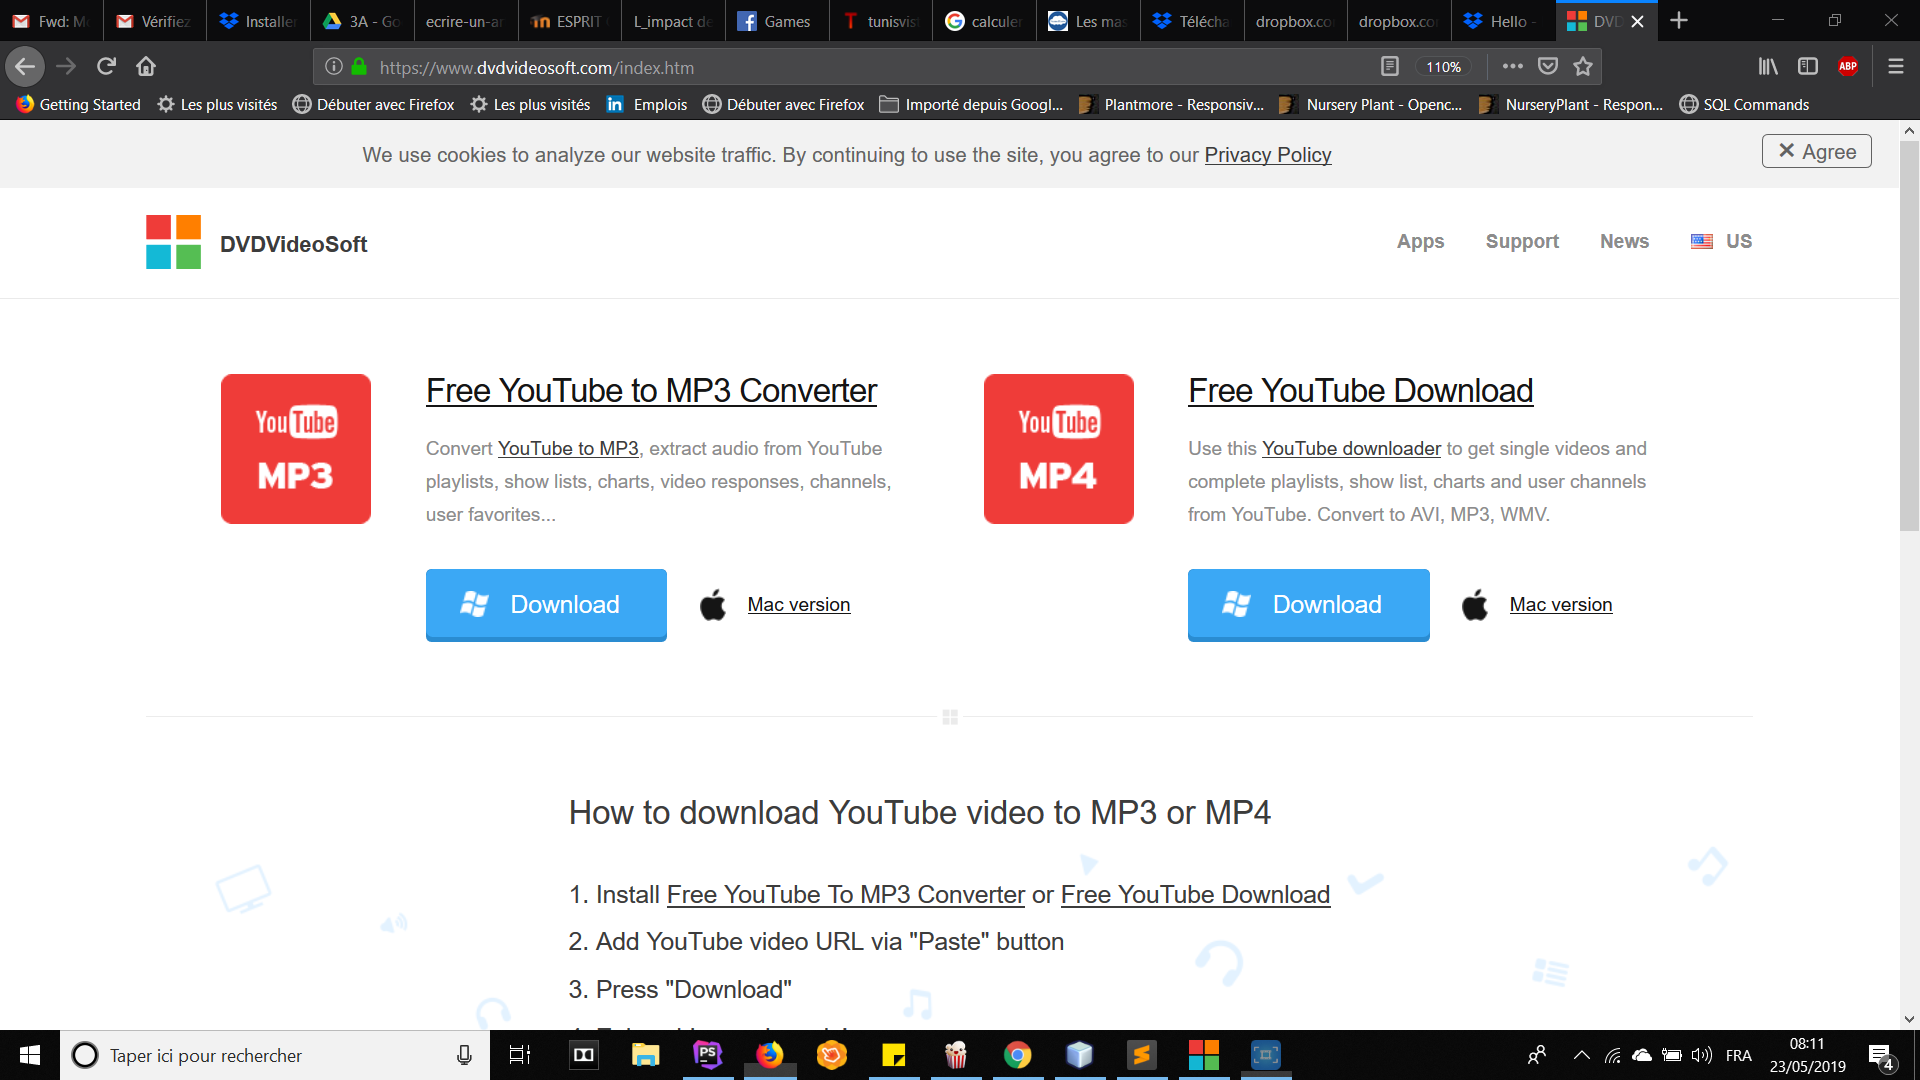 Fwd: Mo
Vérifiez
Installer
3A - Go
ecrire-un-ar
ESPRIT
L_impact de
Games
tunisvist
calculer
Les mas
Télécha
dropbox.co
dropbox.co
Hello -
DVD
https://www.dvdvideosoft.com/index.htm
110%
ABP
Getting Started
Les plus visités
Débuter avec Firefox
Les plus visités
in Emplois
Débuter avec Firefox
Importé depuis Googl...
Plantmore - Responsiv...
Nursery Plant - Openc...
NurseryPlant - Respon...
SQL Commands
We use cookies to analyze our website traffic. By continuing to use the site, you agree to our Privacy Policy
Agree
DVDVideoSoft
Apps
Support
News
US
YouTube
MP3
Free YouTube to MP3 Converter
Convert YouTube to MP3, extract audio from YouTube
playlists, show lists, charts, video responses, channels,
user favorites...
Download
Mac version
YouTube
MP4
Free YouTube Download
Use this YouTube downloader to get single videos and
complete playlists, show list, charts and user channels
from YouTube. Convert to AVI, MP3, WMV.
Download
Mac version
How to download YouTube video to MP3 or MP4
1. Install Free YouTube To MP3 Converter or Free YouTube Download
2. Add YouTube video URL via "Paste" button
3. Press "Download"
Taper ici pour rechercher
PS
FRA
08:11
23/05/2019
4